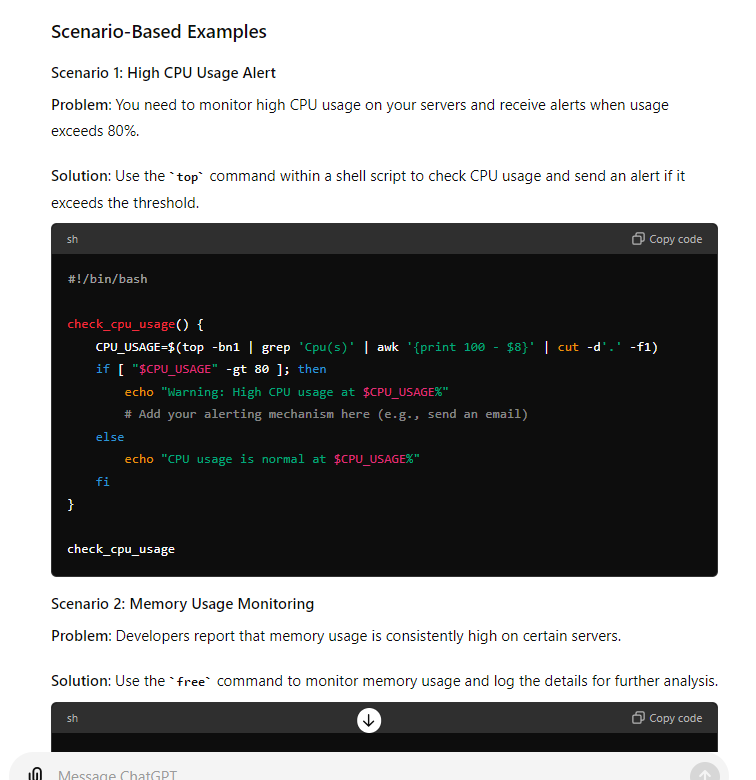 Scenario-Based Examples
Scenario 1: High CPU Usage Alert
Problem: You need to monitor high CPU usage on your servers and receive alerts when usage
exceeds 80%.
Solution: Use the `top` command within a shell script to check CPU usage and send an alert if it
exceeds the threshold.
sh Copy code
#!/bin/bash
check_cpu_usage() {
    CPU_USAGE=$(top -bn1 | grep 'Cpu(s)' | awk '{print 100 - $8}' | cut -d'.' -f1)
    if [ "$CPU_USAGE" -gt 80 ]; then
        echo "Warning: High CPU usage at $CPU_USAGE%"
        # Add your alerting mechanism here (e.g., send an email)
    else
        echo "CPU usage is normal at $CPU_USAGE%"
    fi
}
check_cpu_usage
Scenario 2: Memory Usage Monitoring
Problem: Developers report that memory usage is consistently high on certain servers.
Solution: Use the `free` command to monitor memory usage and log the details for further analysis.
sh Copy code
Message ChatGPT